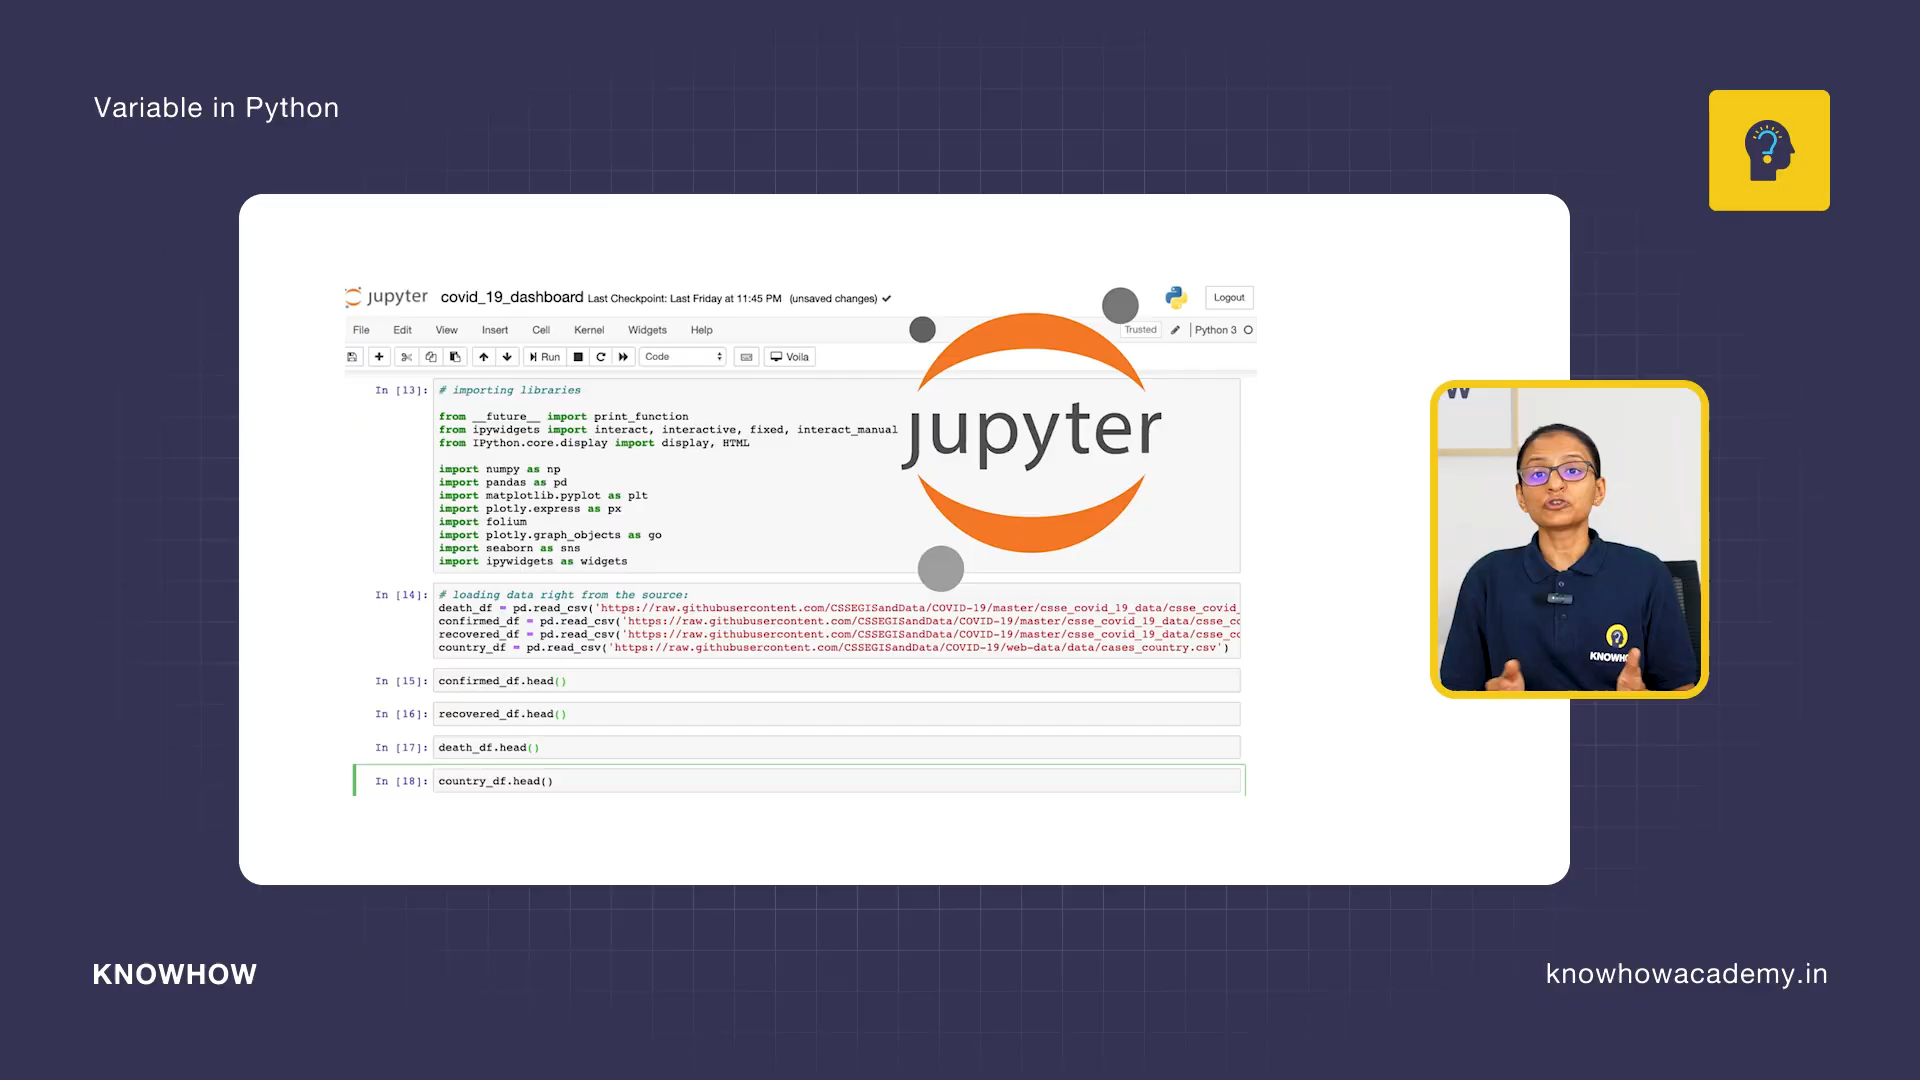 Variable in Python
jupyter covid_19_dashboard Last Checkpoint: Last Friday at 11:45 PM (unsaved changes)
Logout
File Edit View Insert Cell Kernel Widgets Help
Trusted
Python 3
Run
Code
Voila
In [13]: # importing libraries
from __future__ import print_function
from ipywidgets import interact, interactive, fixed, interact_manual
from IPython.core.display import display, HTML
import numpy as np
import pandas as pd
import matplotlib.pyplot as plt
import plotly.express as px
import folium
import plotly.graph_objects as go
import seaborn as sns
import ipywidgets as widgets
jupyter
In [14]: # loading data right from the source:
death_df = pd.read_csv('https://raw.githubusercontent.com/CSSEGISandData/COVID-19/master/csse_covid_19_data/csse_covid_
confirmed_df = pd.read_csv('https://raw.githubusercontent.com/CSSEGISandData/COVID-19/master/csse_covid_19_data/csse_co
recovered_df = pd.read_csv('https://raw.githubusercontent.com/CSSEGISandData/COVID-19/master/csse_covid_19_data/csse_co
country_df = pd.read_csv('https://raw.githubusercontent.com/CSSEGISandData/COVID-19/web-data/data/cases_country.csv')
In [15]: confirmed_df.head()
In [16]: recovered_df.head()
In [17]: death_df.head()
In [18]: country_df.head()
W
KNOWH
KNOWHOW
knowhowacademy.in